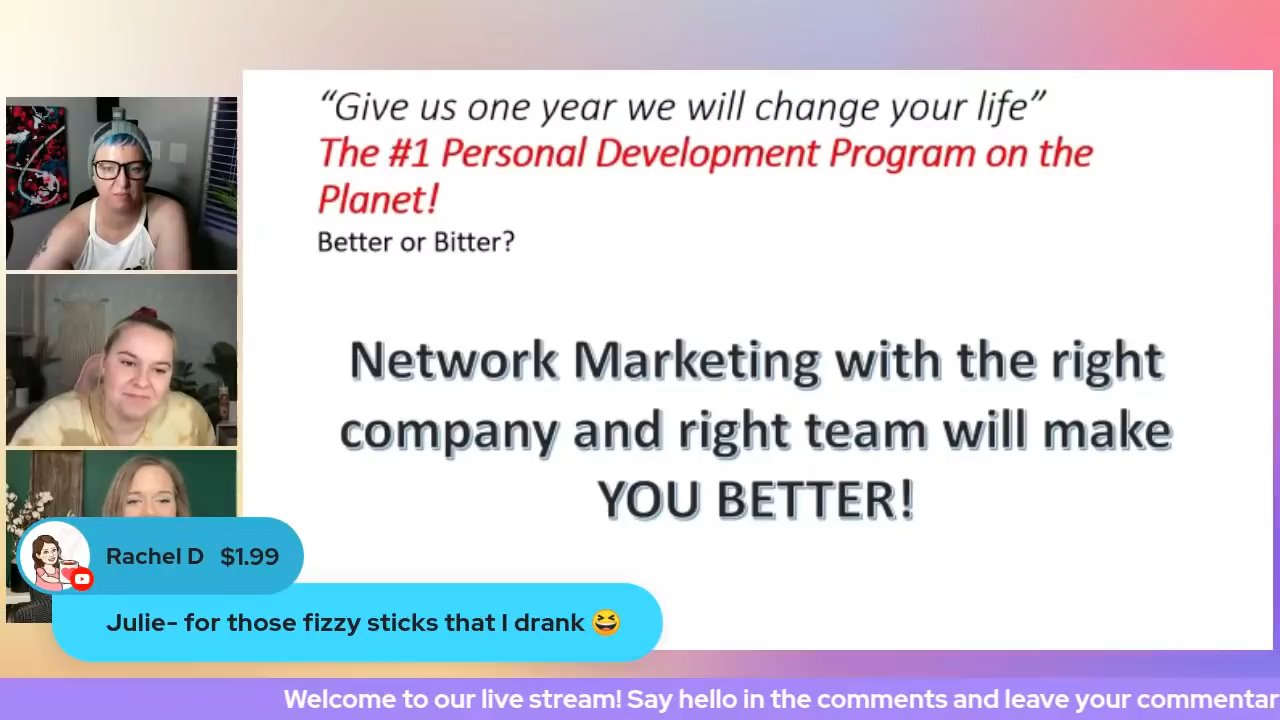 “Give us one year we will change your life”
The #1 Personal Development Program on the
Planet!
Better or Bitter?
Network Marketing with the right
company and right team will make
YOU BETTER!
Rachel D $1.99
Julie- for those fizzy sticks that I drank 😆
Welcome to our live stream! Say hello in the comments and leave your commentar